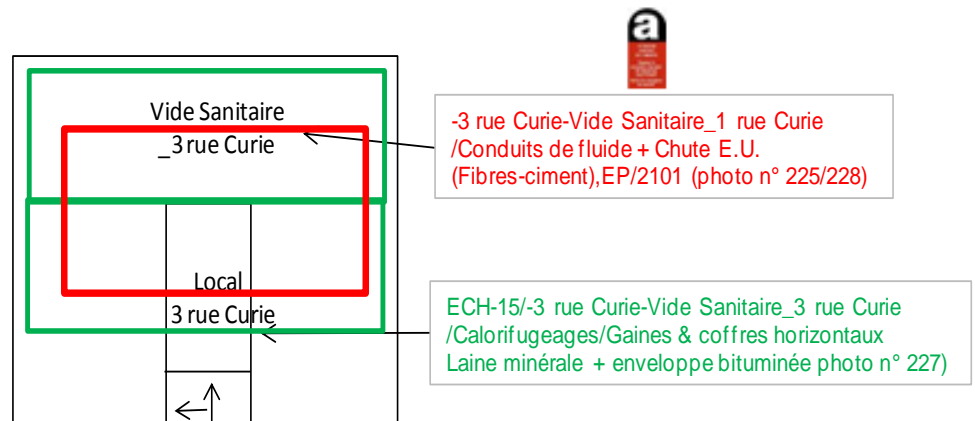 a
Vide Sanitaire
_3 rue Curie
-3 rue Curie-Vide Sanitaire_1 rue Curie
/Conduits de fluide + Chute E.U.
(Fibres-ciment),EP/2101 (photo n° 225/228)
Local
3 rue Curie
ECH-15/-3 rue Curie-Vide Sanitaire_3 rue Curie
/Calorifugeages/Gaines & coffres horizontaux
Laine minérale + enveloppe bituminée photo n° 227)